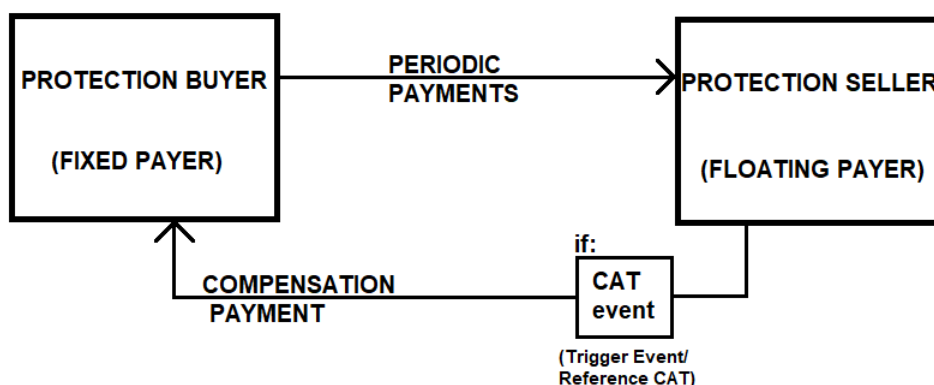 PROTECTION BUYER
(FIXED PAYER)
PERIODIC
PAYMENTS
PROTECTION SELLER
(FLOATING PAYER)
if:
CAT
event
(Trigger Event/
Reference CAT)
COMPENSATION
PAYMENT